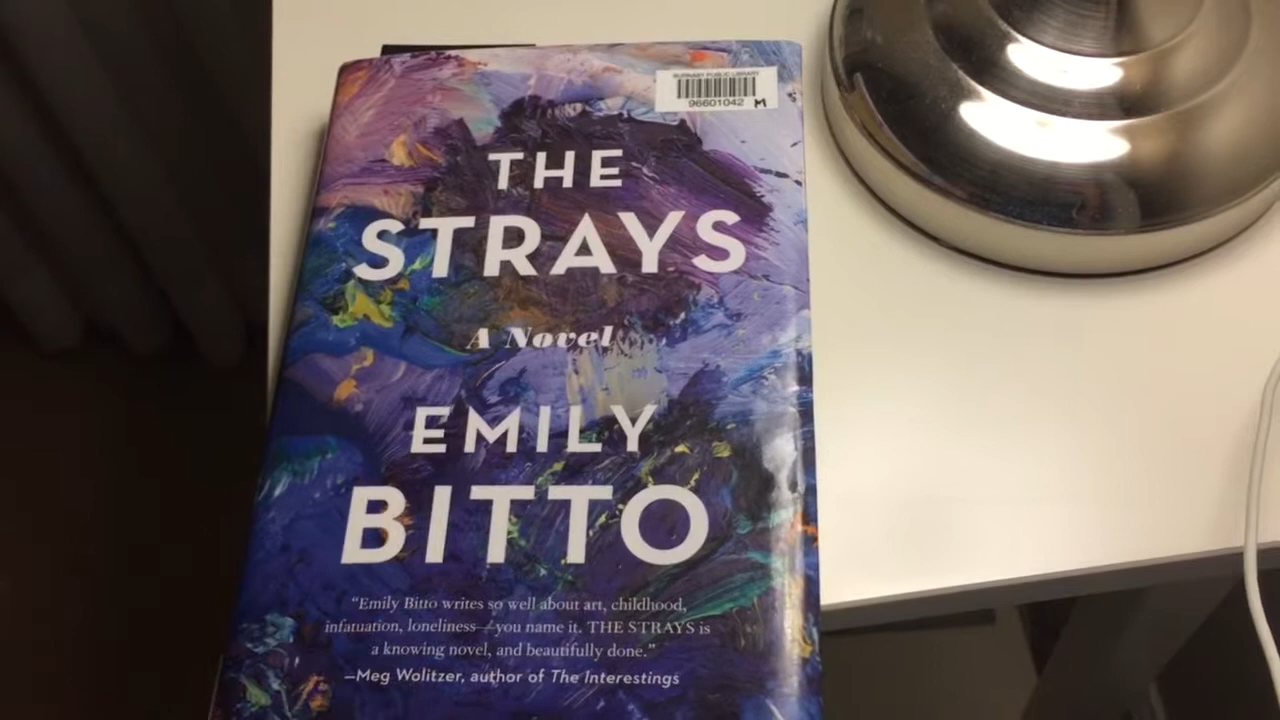 BURNABY PUBLIC LIBRARY
96601042 M
THE
STRAYS
A Novel
EMILY
BITTO
“Emily Bitto writes so well about art, childhood,
infatuation, loneliness—you name it. THE STRAYS is
a knowing novel, and beautifully done.”
—Meg Wolitzer, author of The Interestings